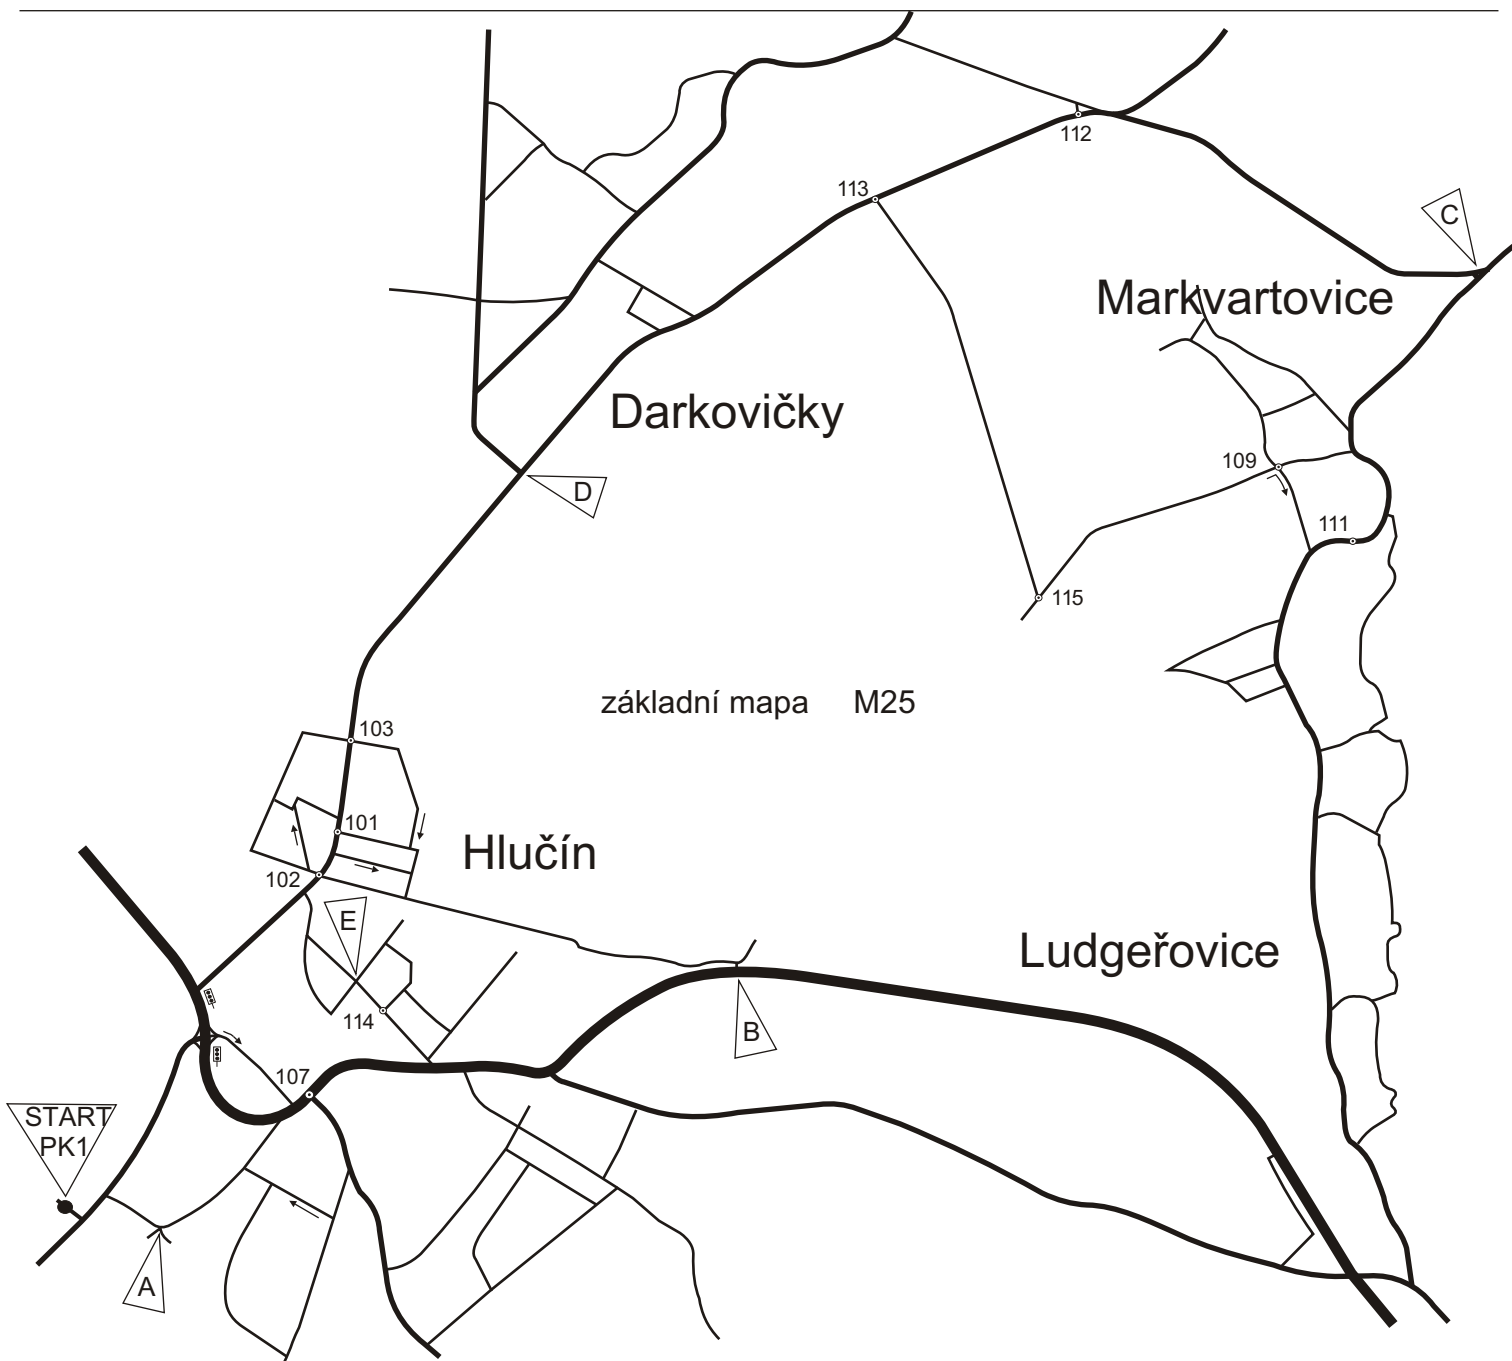 112
113
C
Markvartovice
Darkovičky
109
D
111
115
základní mapa M25
103
101
Hlučín
102
E
Ludgeřovice
114
B
107
START
PK1
A